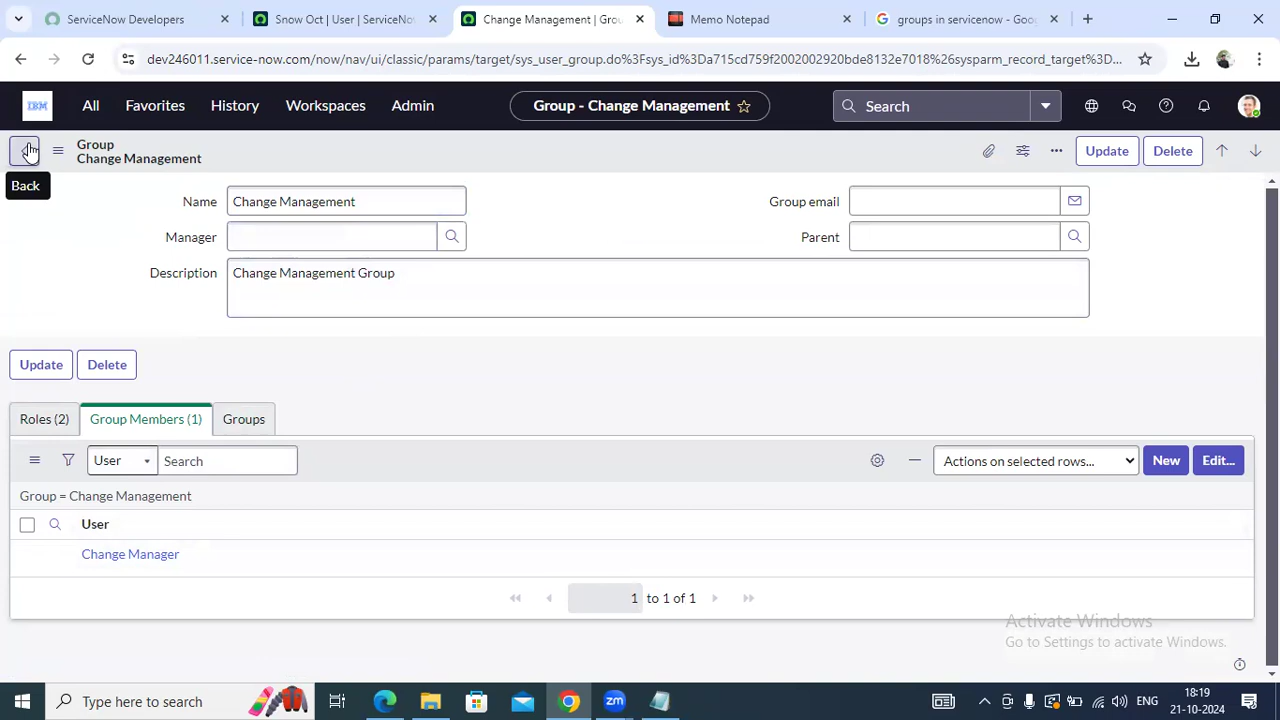 ServiceNow Developers
Snow Oct | User | ServiceNo
Change Management | Grou
Memo Notepad
groups in servicenow - Goo
dev246011.service-now.com/now/nav/ui/classic/params/target/sys_user_group.do%3Fsys_id%3Da715cd759f2002002920bde8132e7018%26sysparm_record_target%3D...
IBM
All
Favorites
History
Workspaces
Admin
Group - Change Management
Search
Group
Change Management
Update
Delete
Back
Name
Change Management
Group email
Manager
Parent
Description
Change Management Group
Update
Delete
Roles (2)
Group Members (1)
Groups
User
Search
Actions on selected rows...
New
Edit...
Group = Change Management
User
Change Manager
1 to 1 of 1
Activate Windows
Go to Settings to activate Windows.
Type here to search
zm
ENG
18:19
21-10-2024